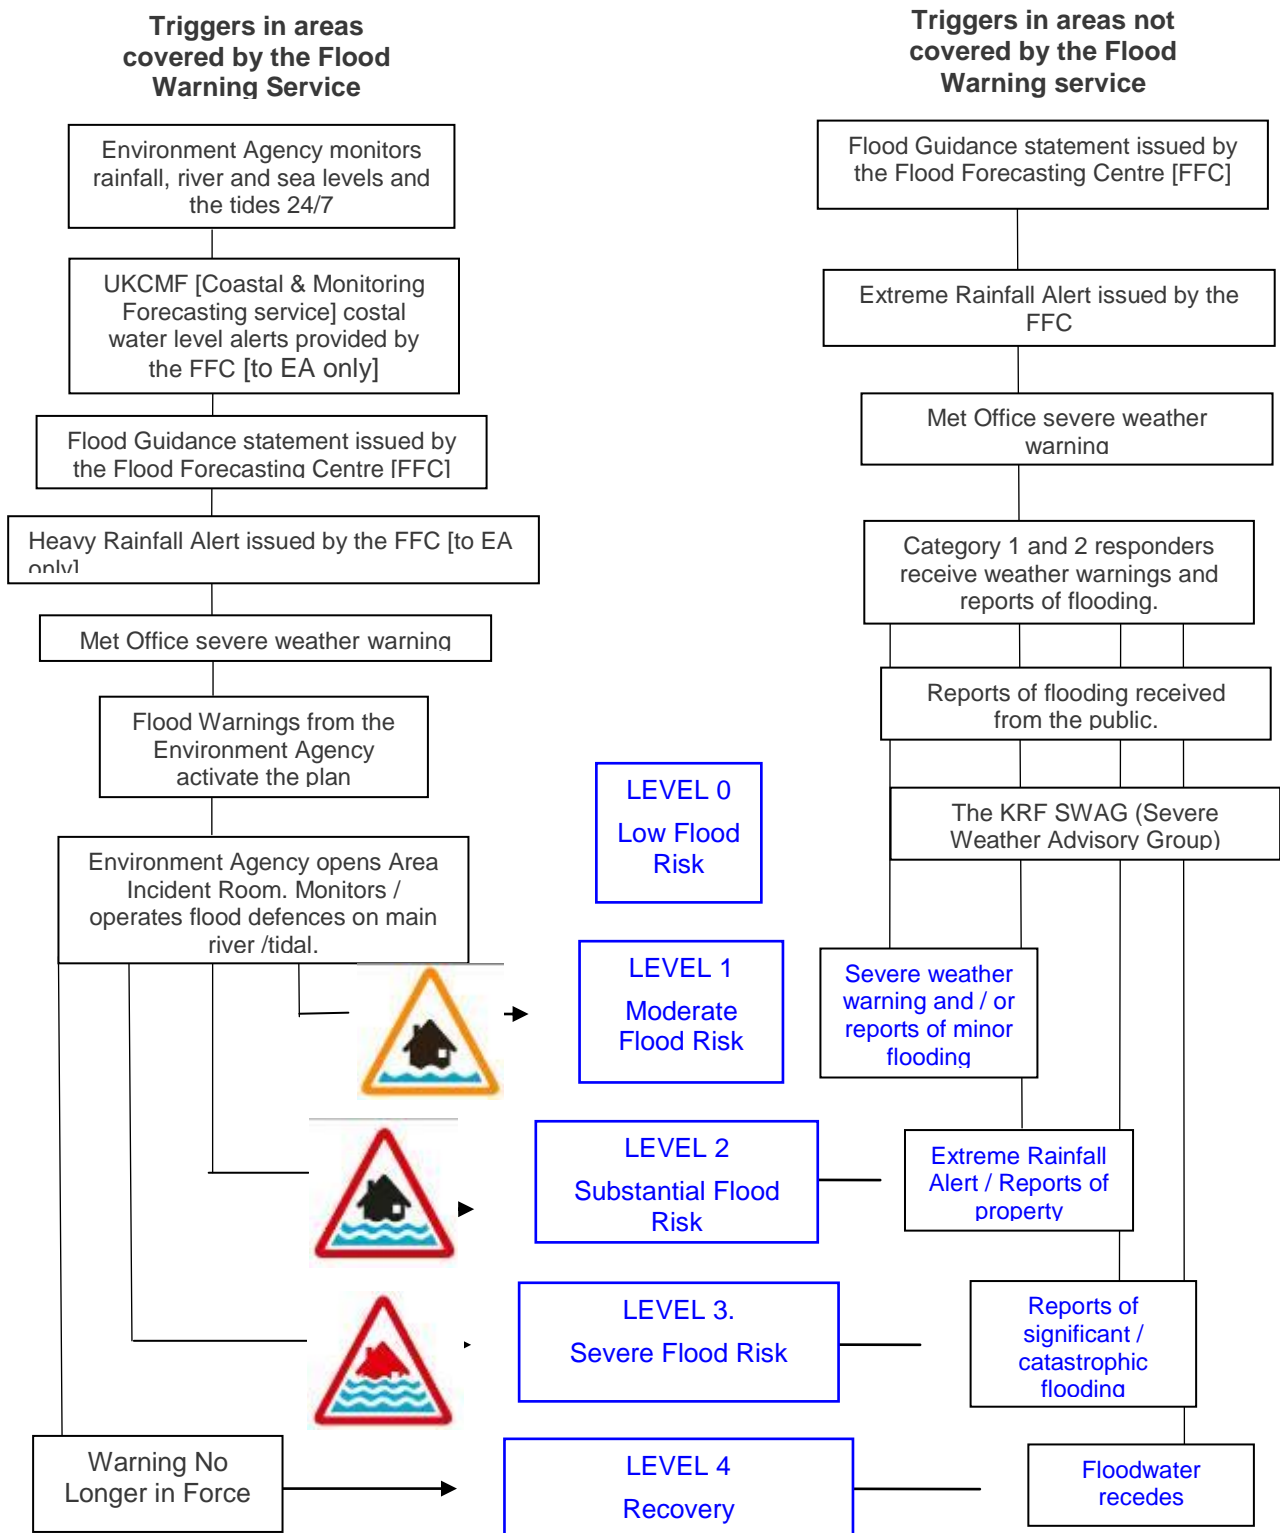 Triggers in areas
covered by the Flood
Warning Service
Environment Agency monitors
rainfall, river and sea levels and
the tides 24/7
UKCMF [Coastal & Monitoring
Forecasting service] costal
water level alerts provided by
the FFC [to EA only]
Flood Guidance statement issued by
the Flood Forecasting Centre [FFC]
Heavy Rainfall Alert issued by the FFC [to EA
only]
Met Office severe weather warning
Flood Warnings from the
Environment Agency
activate the plan
Environment Agency opens Area
Incident Room. Monitors /
operates flood defences on main
river /tidal.
Warning No
Longer in Force
LEVEL 0
Low Flood
Risk
LEVEL 1
Moderate
Flood Risk
LEVEL 2
Substantial Flood
Risk
LEVEL 3.
Severe Flood Risk
LEVEL 4
Recovery
Triggers in areas not
covered by the Flood
Warning service
Flood Guidance statement issued by
the Flood Forecasting Centre [FFC]
Extreme Rainfall Alert issued by the
FFC
Met Office severe weather
warning
Category 1 and 2 responders
receive weather warnings and
reports of flooding.
Reports of flooding received
from the public.
The KRF SWAG (Severe
Weather Advisory Group)
Severe weather
warning and / or
reports of minor
flooding
Extreme Rainfall
Alert / Reports of
property
Reports of
significant /
catastrophic
flooding
Floodwater
recedes